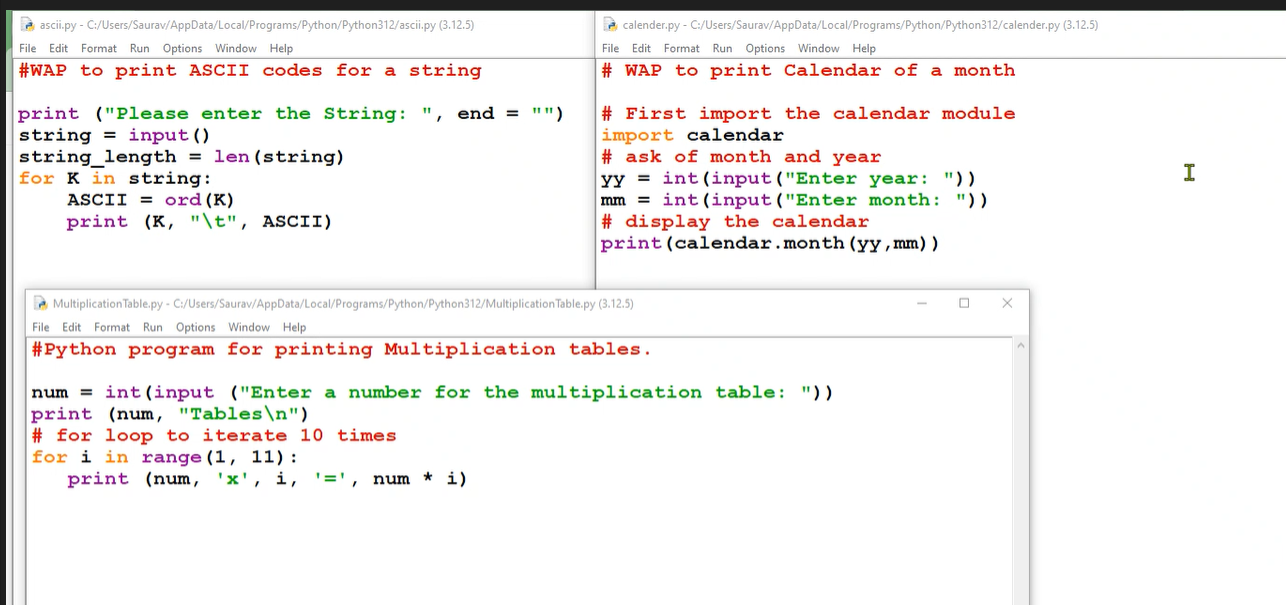 ascii.py - C:/Users/Saurav/AppData/Local/Programs/Python/Python312/ascii.py (3.12.5)
File Edit Format Run Options Window Help
#WAP to print ASCII codes for a string
print ("Please enter the String: ", end = "")
string = input()
string_length = len(string)
for K in string:
    ASCII = ord(K)
    print (K, "\t", ASCII)
calender.py - C:/Users/Saurav/AppData/Local/Programs/Python/Python312/calender.py (3.12.5)
File Edit Format Run Options Window Help
# WAP to print Calendar of a month
# First import the calendar module
import calendar
# ask of month and year
yy = int(input("Enter year: "))
mm = int(input("Enter month: "))
# display the calendar
print(calendar.month(yy,mm))
MultiplicationTable.py - C:/Users/Saurav/AppData/Local/Programs/Python/Python312/MultiplicationTable.py (3.12.5)
File Edit Format Run Options Window Help
#Python program for printing Multiplication tables.
num = int(input ("Enter a number for the multiplication table: "))
print (num, "Tables\n")
# for loop to iterate 10 times
for i in range(1, 11):
   print (num, 'x', i, '=', num * i)